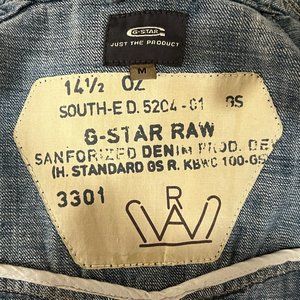 G-STAR
JUST THE PRODUCT
M
14½ OZ
SOUTH-E D. 5204-01 GS
G-STAR RAW
SANFORIZED DENIM PROD. DE
(H. STANDARD GS R. KBWC 100-GS
3301
RAW